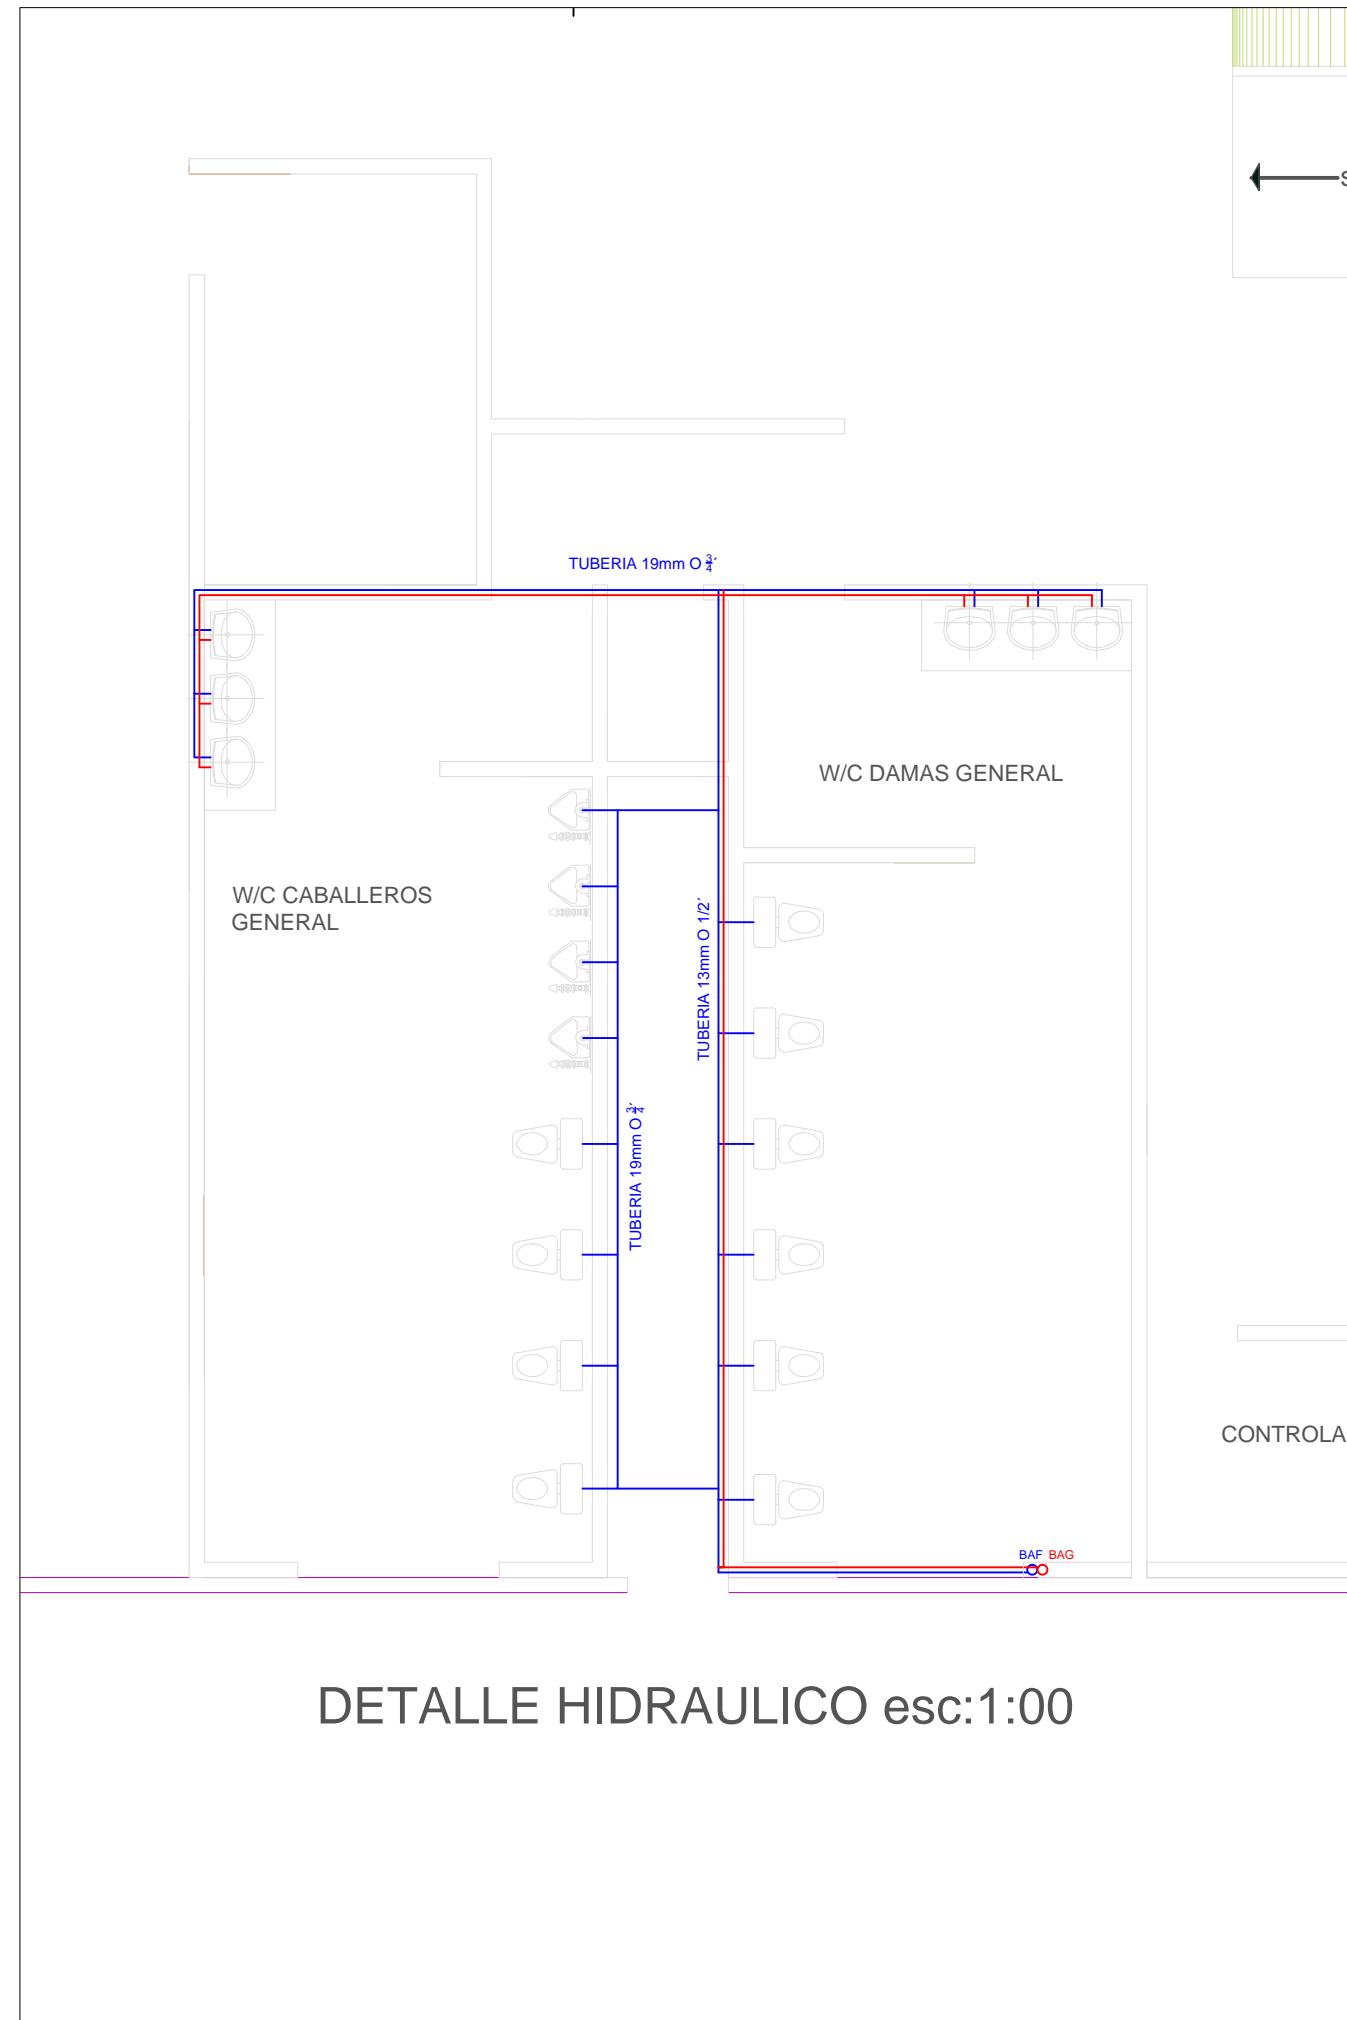 S
TUBERIA 19mm O 3/4´
W/C DAMAS GENERAL
W/C CABALLEROS
GENERAL
TUBERIA 13mm O 1/2´
TUBERIA 19mm O 3/4´
CONTROLA
BAF BAG
DETALLE HIDRAULICO esc:1:00